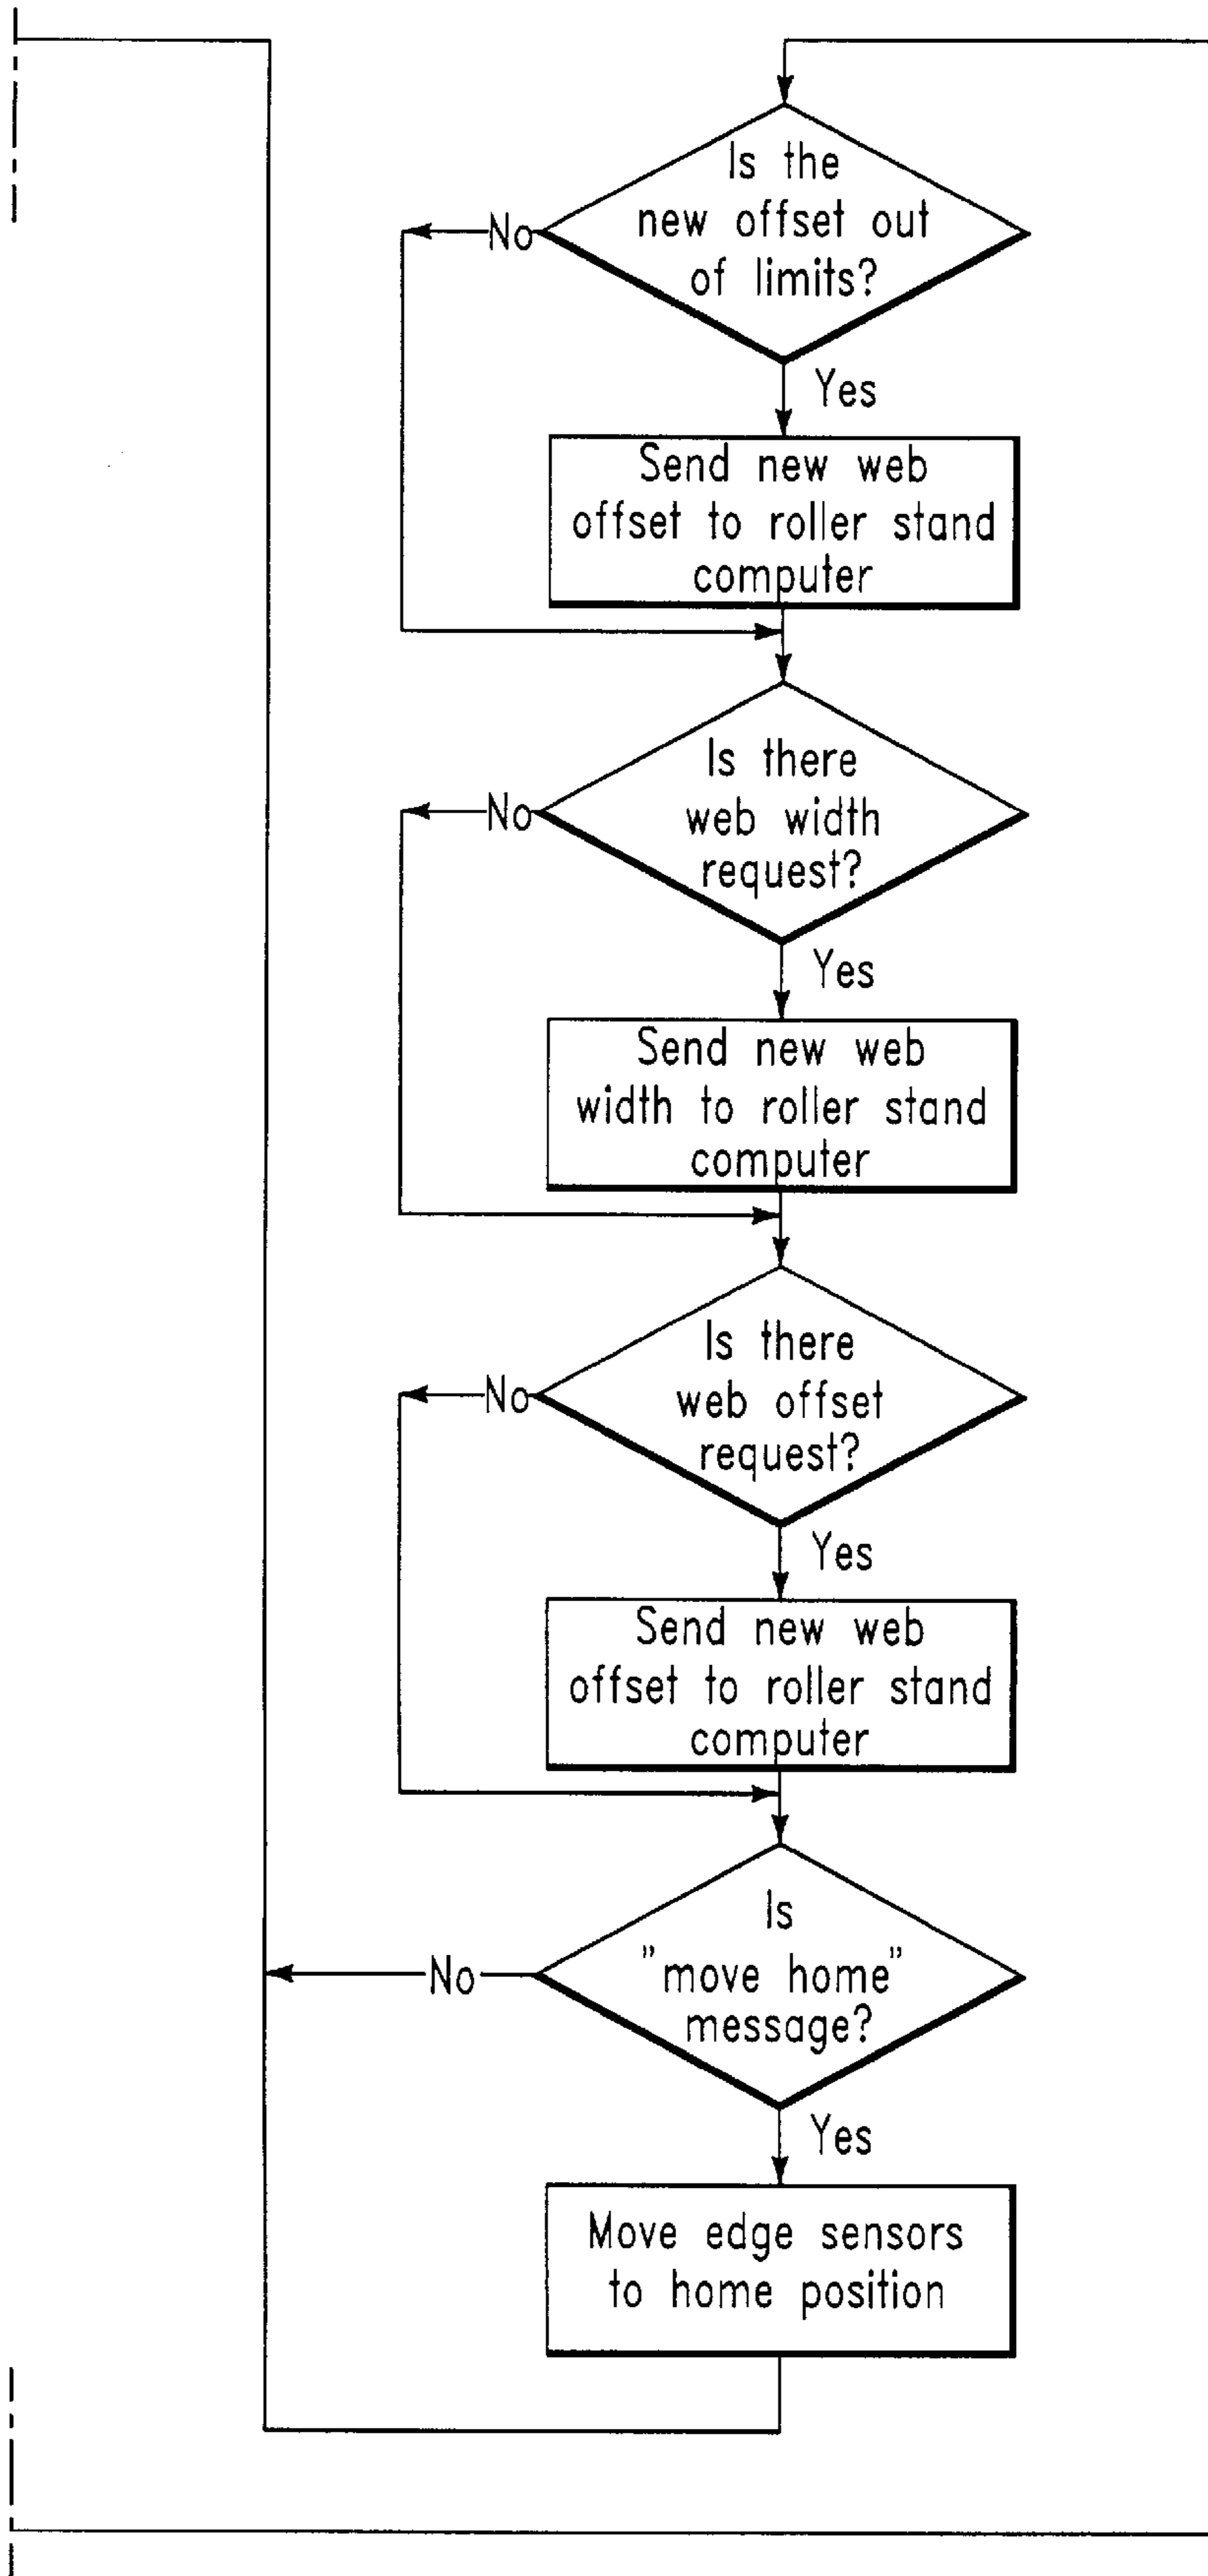 Is the
new offset out
of limits?
No
Yes
Send new web
offset to roller stand
computer
Is there
web width
request?
No
Yes
Send new web
width to roller stand
computer
Is there
web offset
request?
No
Yes
Send new web
offset to roller stand
computer
Is
"move home"
message?
No
Yes
Move edge sensors
to home position